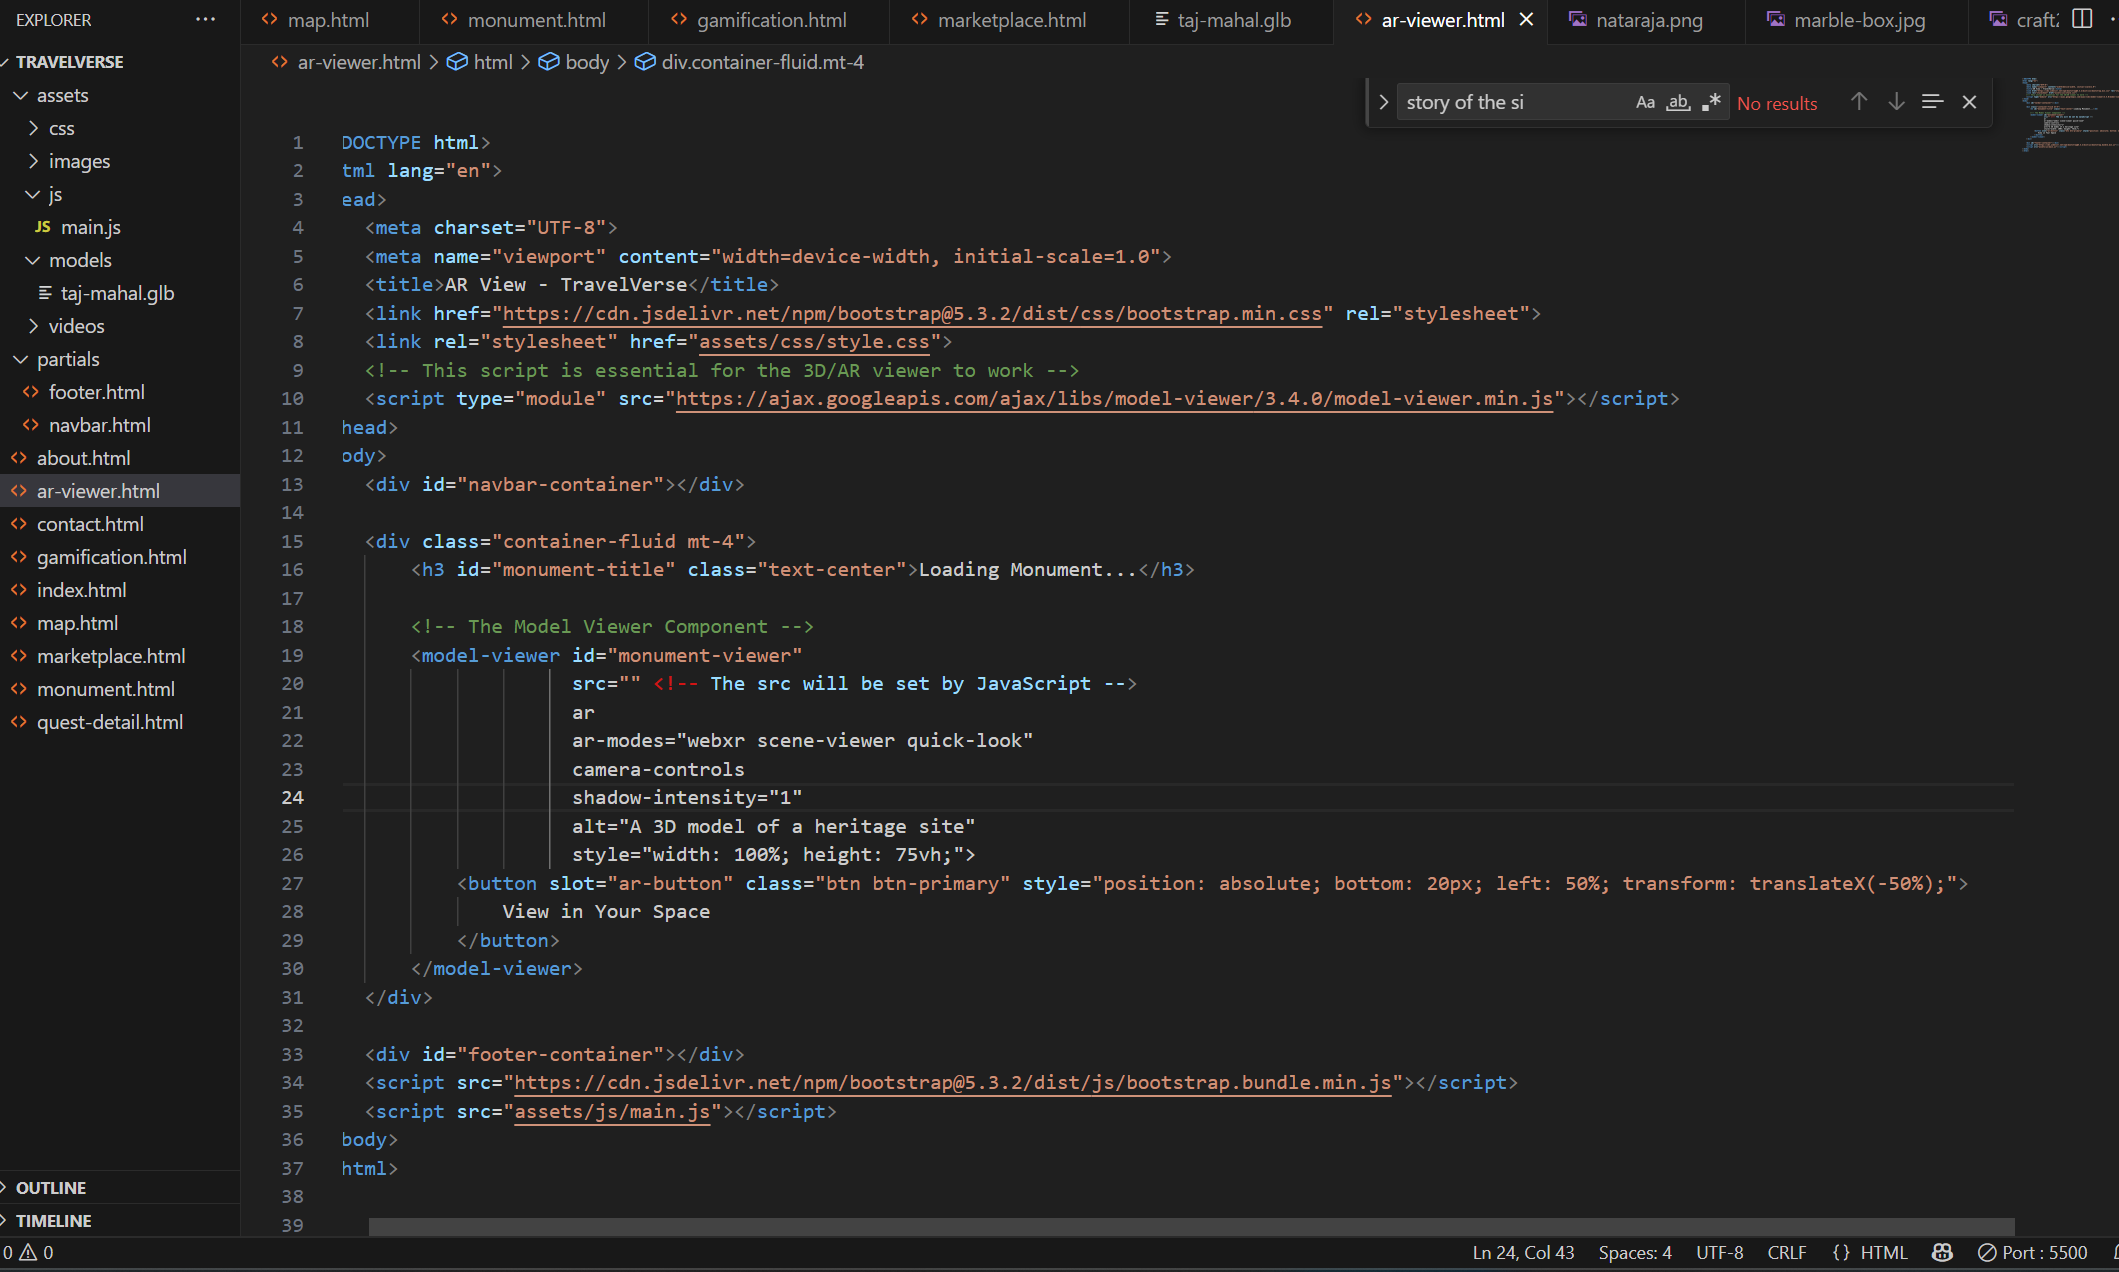 EXPLORER ...
map.html
monument.html
gamification.html
marketplace.html
taj-mahal.glb
ar-viewer.html
nataraja.png
marble-box.jpg
craft2
TRAVELVERSE
assets
css
images
js
JS main.js
models
taj-mahal.glb
videos
partials
footer.html
navbar.html
about.html
ar-viewer.html
contact.html
gamification.html
index.html
map.html
marketplace.html
monument.html
quest-detail.html
OUTLINE
TIMELINE
ar-viewer.html > html > body > div.container-fluid.mt-4
story of the si Aa ab .* No results
1 DOCTYPE html>
2 tml lang="en">
3 ead>
4 <meta charset="UTF-8">
5 <meta name="viewport" content="width=device-width, initial-scale=1.0">
6 <title>AR View - TravelVerse</title>
7 <link href="https://cdn.jsdelivr.net/npm/bootstrap@5.3.2/dist/css/bootstrap.min.css" rel="stylesheet">
8 <link rel="stylesheet" href="assets/css/style.css">
9 <!-- This script is essential for the 3D/AR viewer to work -->
10 <script type="module" src="https://ajax.googleapis.com/ajax/libs/model-viewer/3.4.0/model-viewer.min.js"></script>
11 head>
12 ody>
13 <div id="navbar-container"></div>
14
15 <div class="container-fluid mt-4">
16 <h3 id="monument-title" class="text-center">Loading Monument...</h3>
17
18 <!-- The Model Viewer Component -->
19 <model-viewer id="monument-viewer"
20 src="" <!-- The src will be set by JavaScript -->
21 ar
22 ar-modes="webxr scene-viewer quick-look"
23 camera-controls
24 shadow-intensity="1"
25 alt="A 3D model of a heritage site"
26 style="width: 100%; height: 75vh;">
27 <button slot="ar-button" class="btn btn-primary" style="position: absolute; bottom: 20px; left: 50%; transform: translateX(-50%);">
28 View in Your Space
29 </button>
30 </model-viewer>
31 </div>
32
33 <div id="footer-container"></div>
34 <script src="https://cdn.jsdelivr.net/npm/bootstrap@5.3.2/dist/js/bootstrap.bundle.min.js"></script>
35 <script src="assets/js/main.js"></script>
36 body>
37 html>
38
39
0 0
Ln 24, Col 43 Spaces: 4 UTF-8 CRLF {} HTML Port : 5500